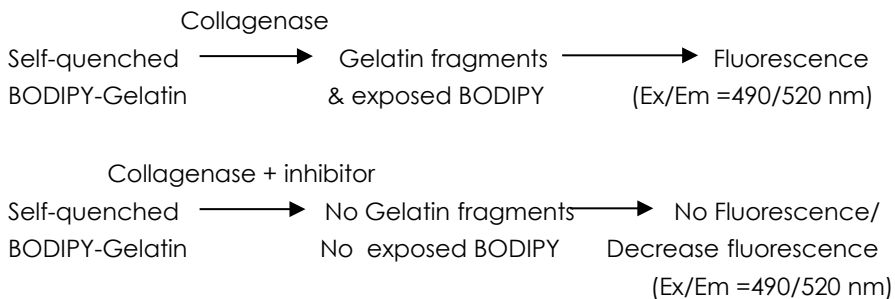 Collagenase
Self-quenched Gelatin fragments Fluorescence
BODIPY-Gelatin & exposed BODIPY (Ex/Em =490/520 nm)
Collagenase + inhibitor
Self-quenched No Gelatin fragments No Fluorescence/
BODIPY-Gelatin No exposed BODIPY Decrease fluorescence
(Ex/Em =490/520 nm)